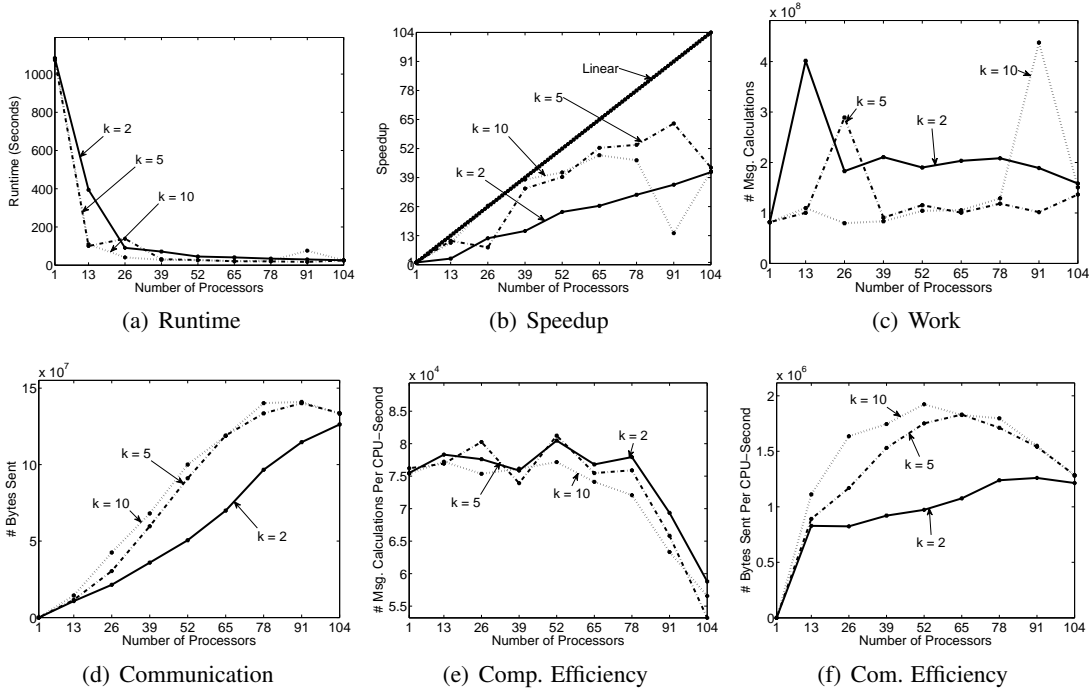 1000
800
600
400
200
0
Runtime (Seconds)
k = 2
k = 5
k = 10
1 13 26 39 52 65 78 91 104
Number of Processors
(a) Runtime
104
91
78
65
52
39
26
13
0
Speedup
Linear
k = 5
k = 10
k = 2
1 13 26 39 52 65 78 91 104
Number of Processors
(b) Speedup
x 10^8
4
3
2
1
0
# Msg. Calculations
k = 10
k = 5
k = 2
1 13 26 39 52 65 78 91 104
Number of Processors
(c) Work
x 10^7
15
10
5
0
# Bytes Sent
k = 5
k = 10
k = 2
1 13 26 39 52 65 78 91 104
Number of Processors
(d) Communication
x 10^4
8.5
8
7.5
7
6.5
6
5.5
# Msg. Calculations Per CPU-Second
k = 2
k = 5
k = 10
1 13 26 39 52 65 78 91 104
Number of Processors
(e) Comp. Efficiency
x 10^6
2
1.5
1
0.5
0
# Bytes Sent Per CPU-Second
k = 10
k = 5
k = 2
1 13 26 39 52 65 78 91 104
Number of Processors
(f) Com. Efficiency